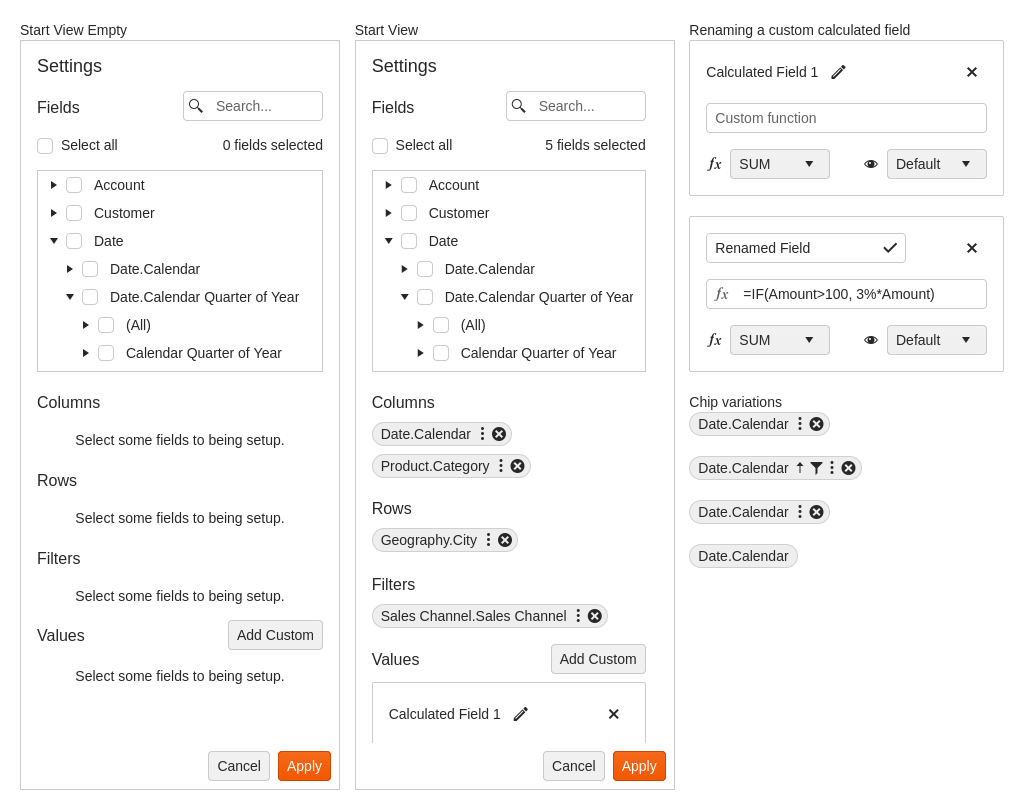 Start View Empty
Settings
Fields
Search...
Select all
0 fields selected
Account
Customer
Date
Date.Calendar
Date.Calendar Quarter of Year
(All)
Calendar Quarter of Year
Columns
Select some fields to being setup.
Rows
Select some fields to being setup.
Filters
Select some fields to being setup.
Values
Add Custom
Select some fields to being setup.
Cancel
Apply
Start View
Settings
Fields
Search...
Select all
5 fields selected
Account
Customer
Date
Date.Calendar
Date.Calendar Quarter of Year
(All)
Calendar Quarter of Year
Columns
Date.Calendar
Product.Category
Rows
Geography.City
Filters
Sales Channel.Sales Channel
Values
Add Custom
Calculated Field 1
Cancel
Apply
Renaming a custom calculated field
Calculated Field 1
Custom function
fx SUM
Default
Renamed Field
fx =IF(Amount>100, 3%*Amount)
fx SUM
Default
Chip variations
Date.Calendar
Date.Calendar
Date.Calendar
Date.Calendar